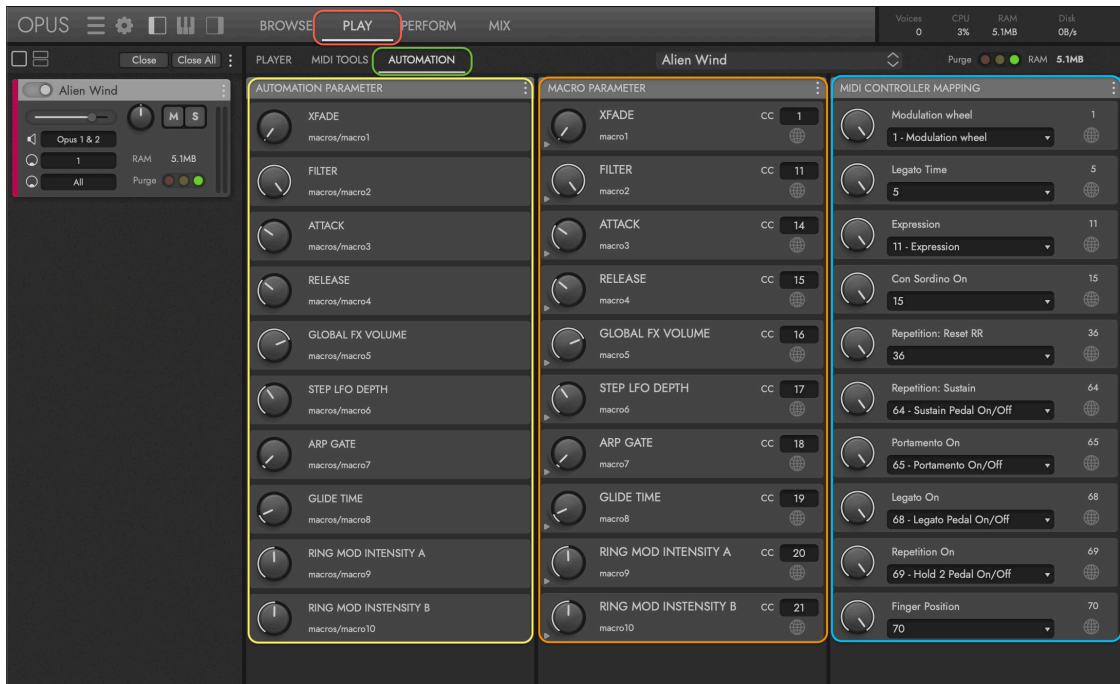 OPUS
BROWSE PLAY PERFORM MIX
Voices CPU RAM Disk
0 3% 5.1MB 0B/s
Close Close All
PLAYER MIDI TOOLS AUTOMATION
Alien Wind
Purge RAM 5.1MB
Alien Wind
M S
Opus 1 & 2
1 RAM 5.1MB
All Purge
AUTOMATION PARAMETER
XFADE
macros/macro1
FILTER
macros/macro2
ATTACK
macros/macro3
RELEASE
macros/macro4
GLOBAL FX VOLUME
macros/macro5
STEP LFO DEPTH
macros/macro6
ARP GATE
macros/macro7
GLIDE TIME
macros/macro8
RING MOD INTENSITY A
macros/macro9
RING MOD INSTENSITY B
macros/macro10
MACRO PARAMETER
XFADE CC 1
macro1
FILTER CC 11
macro2
ATTACK CC 14
macro3
RELEASE CC 15
macro4
GLOBAL FX VOLUME CC 16
macro5
STEP LFO DEPTH CC 17
macro6
ARP GATE CC 18
macro7
GLIDE TIME CC 19
macro8
RING MOD INTENSITY A CC 20
macro9
RING MOD INSTENSITY B CC 21
macro10
MIDI CONTROLLER MAPPING
Modulation wheel 1
1 - Modulation wheel
Legato Time 5
5
Expression 11
11 - Expression
Con Sordino On 15
15
Repetition: Reset RR 36
36
Repetition: Sustain 64
64 - Sustain Pedal On/Off
Portamento On 65
65 - Portamento On/Off
Legato On 68
68 - Legato Pedal On/Off
Repetition On 69
69 - Hold 2 Pedal On/Off
Finger Position 70
70